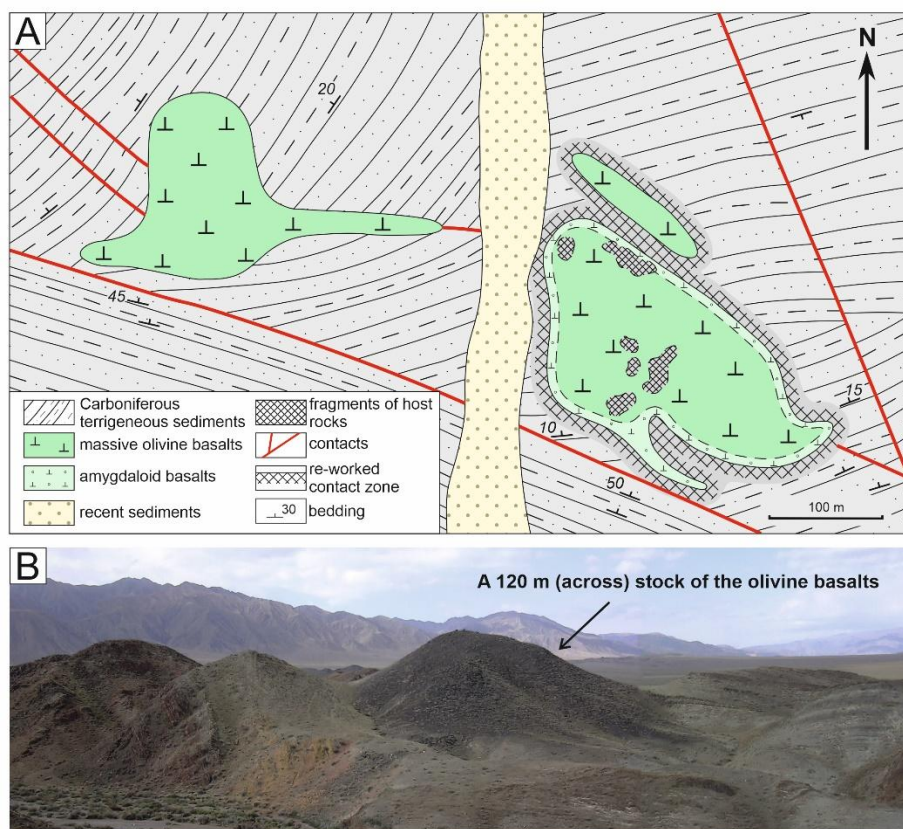 A
N
20
45
10
15
50
100 m
Carboniferous
terrigeneous sediments
massive olivine basalts
amygdaloid basalts
recent sediments
fragments of host
rocks
contacts
re-worked
contact zone
30
bedding
B
A 120 m (across) stock of the olivine basalts